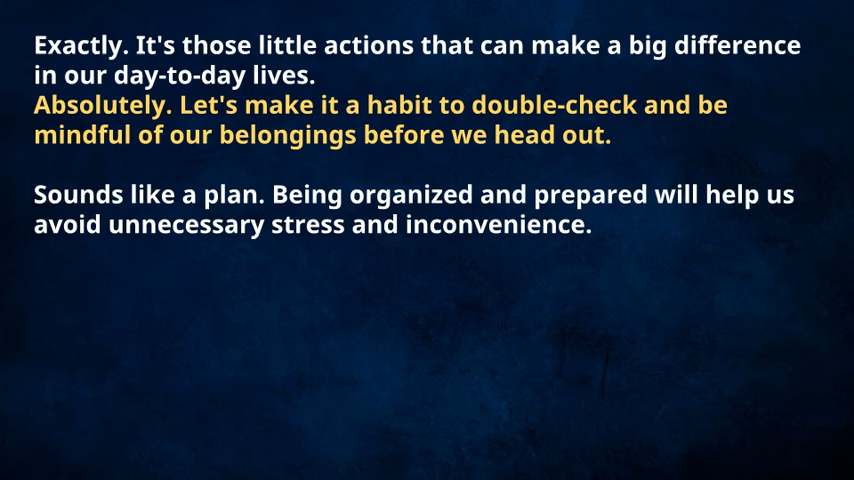 Exactly. It's those little actions that can make a big difference
in our day-to-day lives.
Absolutely. Let's make it a habit to double-check and be
mindful of our belongings before we head out.
Sounds like a plan. Being organized and prepared will help us
avoid unnecessary stress and inconvenience.